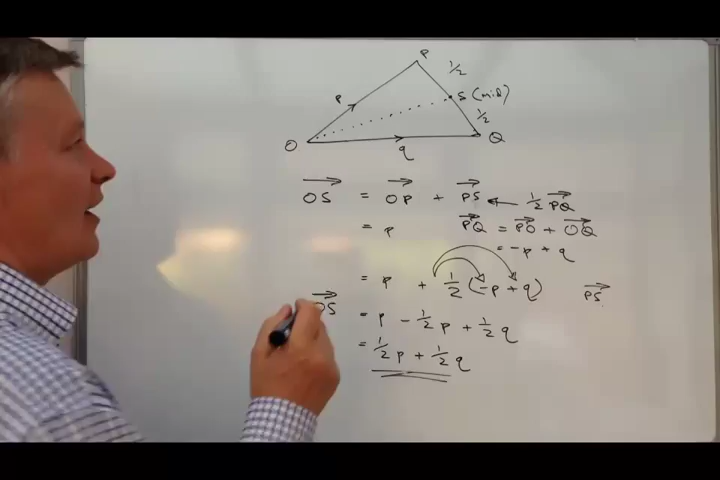 P
½
P
S (mid)
½
O
Q
q
OS = OP + PS ← ½ PQ
= P PQ = PO + OQ
= -P + q
= P + ½ (-P + q) PS
OS = P - ½ P + ½ q
= ½ P + ½ q